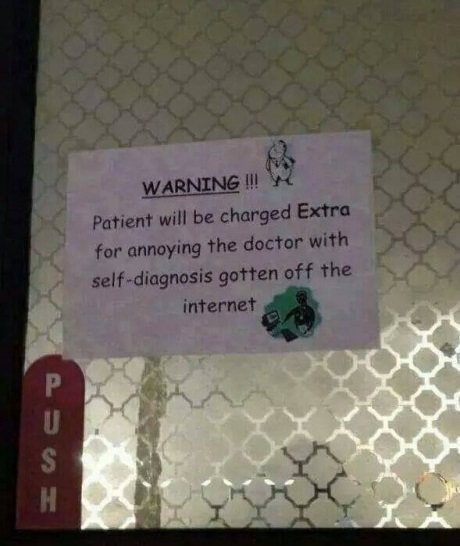 WARNING !!!
Patient will be charged Extra
for annoying the doctor with
self-diagnosis gotten off the
internet
PUSH